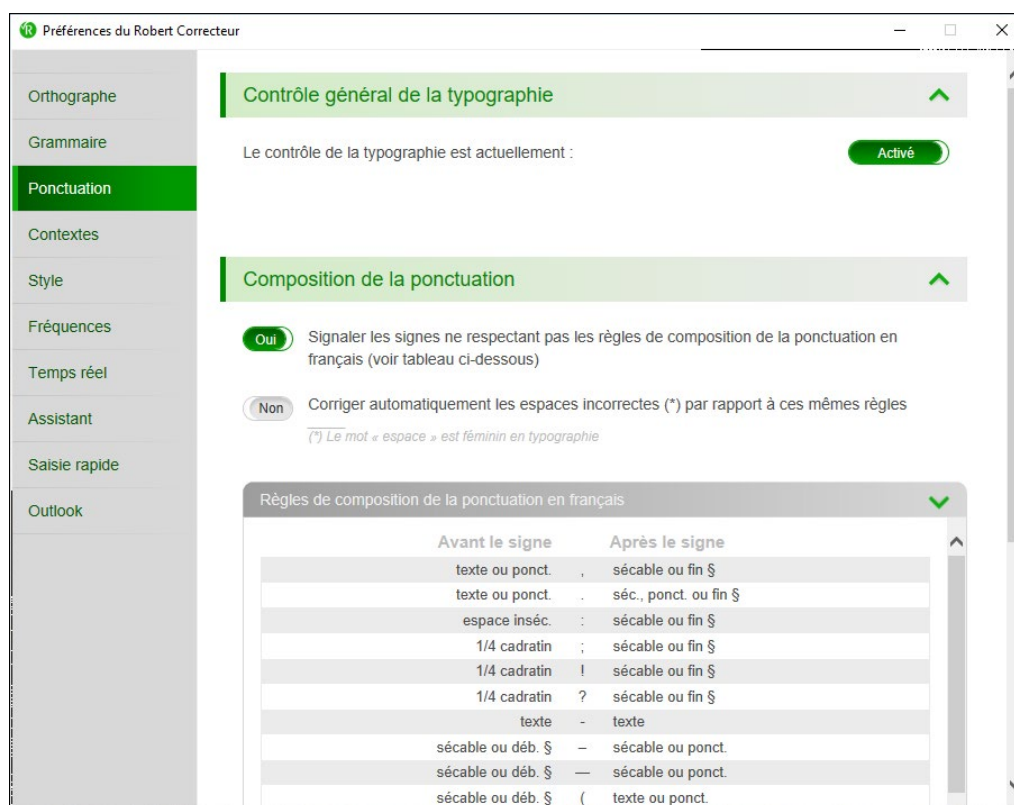 Préférences du Robert Correcteur
Orthographe
Grammaire
Ponctuation
Contextes
Style
Fréquences
Temps réel
Assistant
Saisie rapide
Outlook
Contrôle général de la typographie
Le contrôle de la typographie est actuellement :
Activé
Composition de la ponctuation
Oui
Signaler les signes ne respectant pas les règles de composition de la ponctuation en
français (voir tableau ci-dessous)
Non
Corriger automatiquement les espaces incorrectes (*) par rapport à ces mêmes règles
(*) Le mot « espace » est féminin en typographie
Règles de composition de la ponctuation en français
Avant le signe Après le signe
texte ou ponct. , sécable ou fin §
texte ou ponct. . séc., ponct. ou fin §
espace inséc. : sécable ou fin §
1/4 cadratin ; sécable ou fin §
1/4 cadratin ! sécable ou fin §
1/4 cadratin ? sécable ou fin §
texte - texte
sécable ou déb. § – sécable ou ponct.
sécable ou déb. § — sécable ou ponct.
sécable ou déb. § ( texte ou ponct.